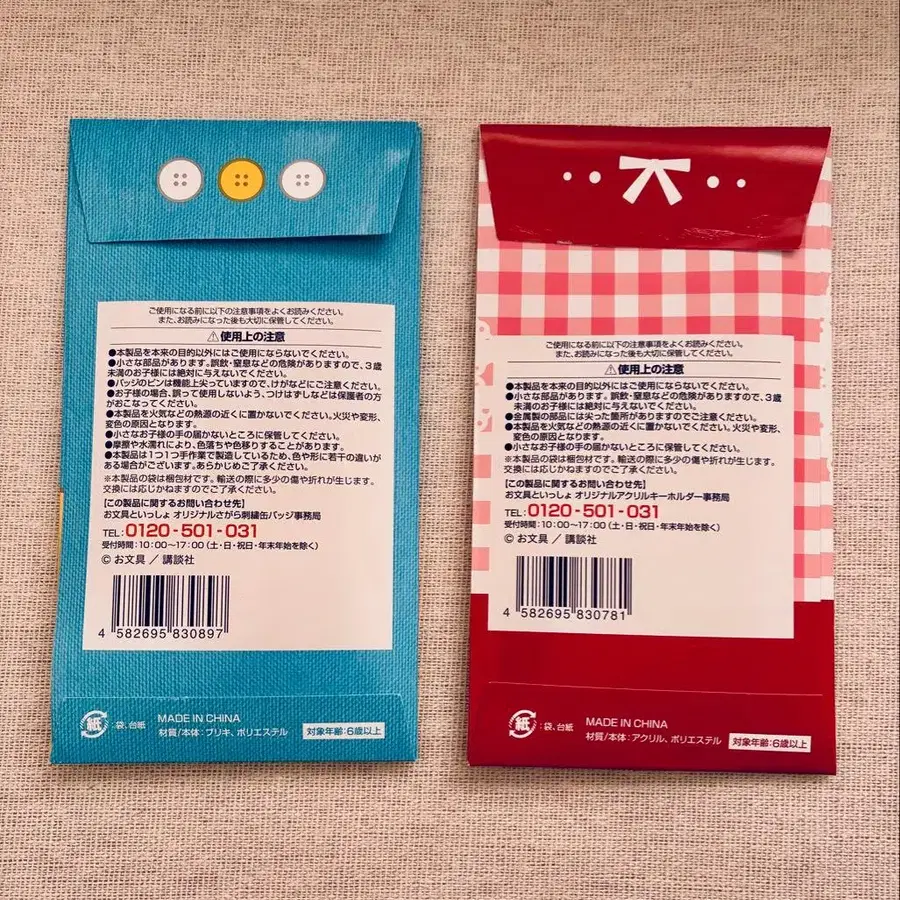 ご使用になる前に以下の注意事項をよくお読みください。
また、お読みになった後も大切に保管してください。
⚠使用上の注意
●本製品を本来の目的以外にはご使用にならないでください。
●小さな部品があります。誤飲・窒息などの危険がありますので、3歳
未満のお子様には絶対に与えないでください。
●バッジのピンは機能上尖っていますので、けがなどにご注意ください。
●お子様の場合、誤って使用しないよう、つけはずしなどは保護者の方
がおこなってください。
●本製品を火気などの熱源の近くに置かないでください。火災や変形、
変色の原因となります。
●小さなお子様の手の届かないところに保管してください。
●摩擦や水濡れにより、色落ちや色移りすることがあります。
●本製品は1つ1つ手作業で製造しているため、色や形に若干の違いが
ある場合がございます。あらかじめご了承ください。
※本製品の袋は梱包材です。輸送の際に多少の傷や折れが生じます。
交換には応じかねますのでご了承ください。
【この製品に関するお問い合わせ先】
お文具といっしょ オリジナルさがら刺繍缶バッジ事務局
TEL:0120-501-031
受付時間:10:00~17:00(土・日・祝日・年末年始を除く)
© お文具/講談社
4 582695 830897
紙 :袋、台紙
MADE IN CHINA
材質/本体:ブリキ、ポリエステル
対象年齢:6歳以上
ご使用になる前に以下の注意事項をよくお読みください。
また、お読みになった後も大切に保管してください。
⚠使用上の注意
●本製品を本来の目的以外にはご使用にならないでください。
●小さな部品があります。誤飲・窒息などの危険がありますので、3歳
未満のお子様には絶対に与えないでください。
●金属製の部品には尖った箇所がありますのでご注意ください。
●本製品を火気などの熱源の近くに置かないでください。火災や変形、
変色の原因となります。
●小さなお子様の手の届かないところに保管してください。
※本製品の袋は梱包材です。輸送の際に多少の傷や折れが生じます。
交換には応じかねますのでご了承ください。
【この製品に関するお問い合わせ先】
お文具といっしょ オリジナルアクリルキーホルダー事務局
TEL:0120-501-031
受付時間:10:00~17:00(土・日・祝日・年末年始を除く)
© お文具/講談社
4 582695 830781
紙 :袋、台紙
MADE IN CHINA
材質/本体:アクリル、ポリエステル
対象年齢:6歳以上